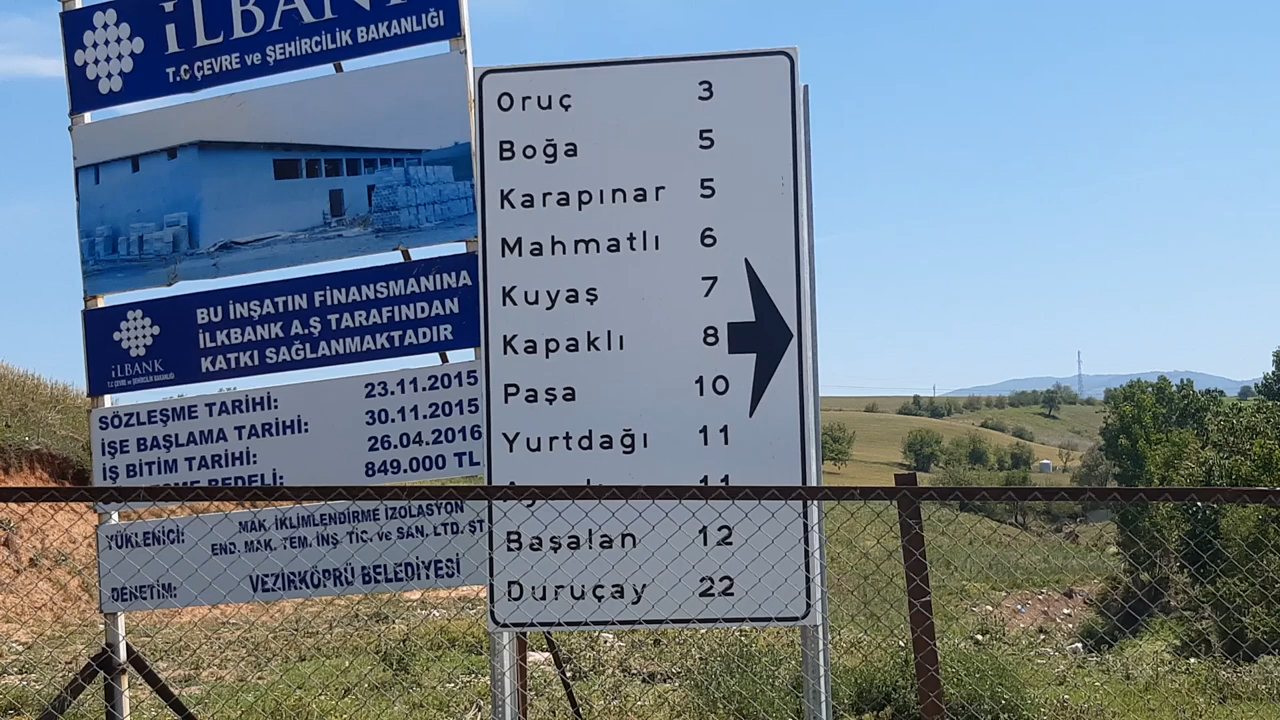 İLBANK
T.C ÇEVRE ve ŞEHİRCİLİK BAKANLIĞI
BU İNŞATIN FİNANSMANINA
İLKBANK A.Ş TARAFINDAN
KATKI SAĞLANMAKTADIR
İLBANK
T.C. ÇEVRE ve ŞEHİRCİLİK BAKANLIĞI
SÖZLEŞME TARİHİ: 23.11.2015
İŞE BAŞLAMA TARİHİ: 30.11.2015
İŞ BİTİM TARİHİ: 26.04.2016
BEDELİ: 849.000 TL
MAK. İKLİMLENDİRME İZOLASYON
YÜKLENİCİ: END. MAK. TEM. İNŞ. TİC. ve SAN. LTD. ŞT
DENETİM: VEZİRKÖPRÜ BELEDİYESİ
Oruç 3
Boğa 5
Karapınar 5
Mahmatlı 6
Kuyaş 7
Kapaklı 8
Paşa 10
Yurtdağı 11
11
Başalan 12
Duruçay 22